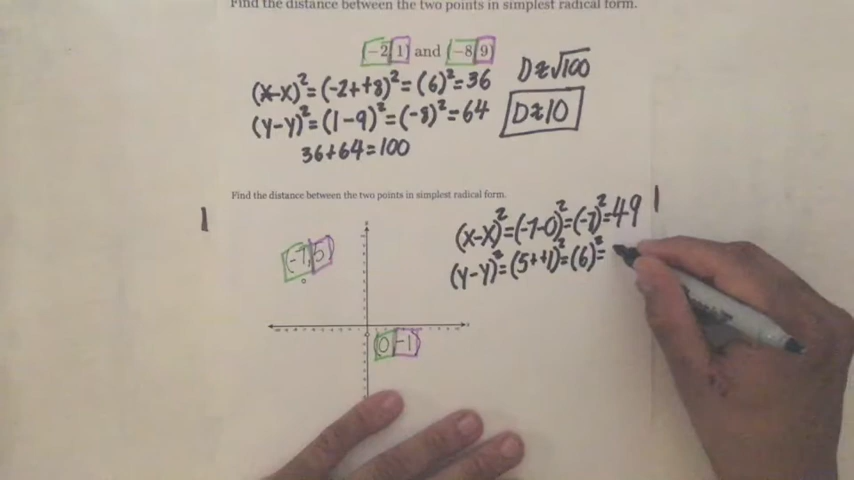 Find the distance between the two points in simplest radical form.
(-2, 1) and (-8, 9)
(x-x)²=(-2++8)²=(6)²=36 D≈√100
(y-y)²=(1-9)²=(-8)²=64 D≈10
36+64=100
Find the distance between the two points in simplest radical form.
(-7, 5) (x-x)²=(-7-0)²=(-7)²=49
(y-y)²=(5++1)²=(6)²=
(0, -1)